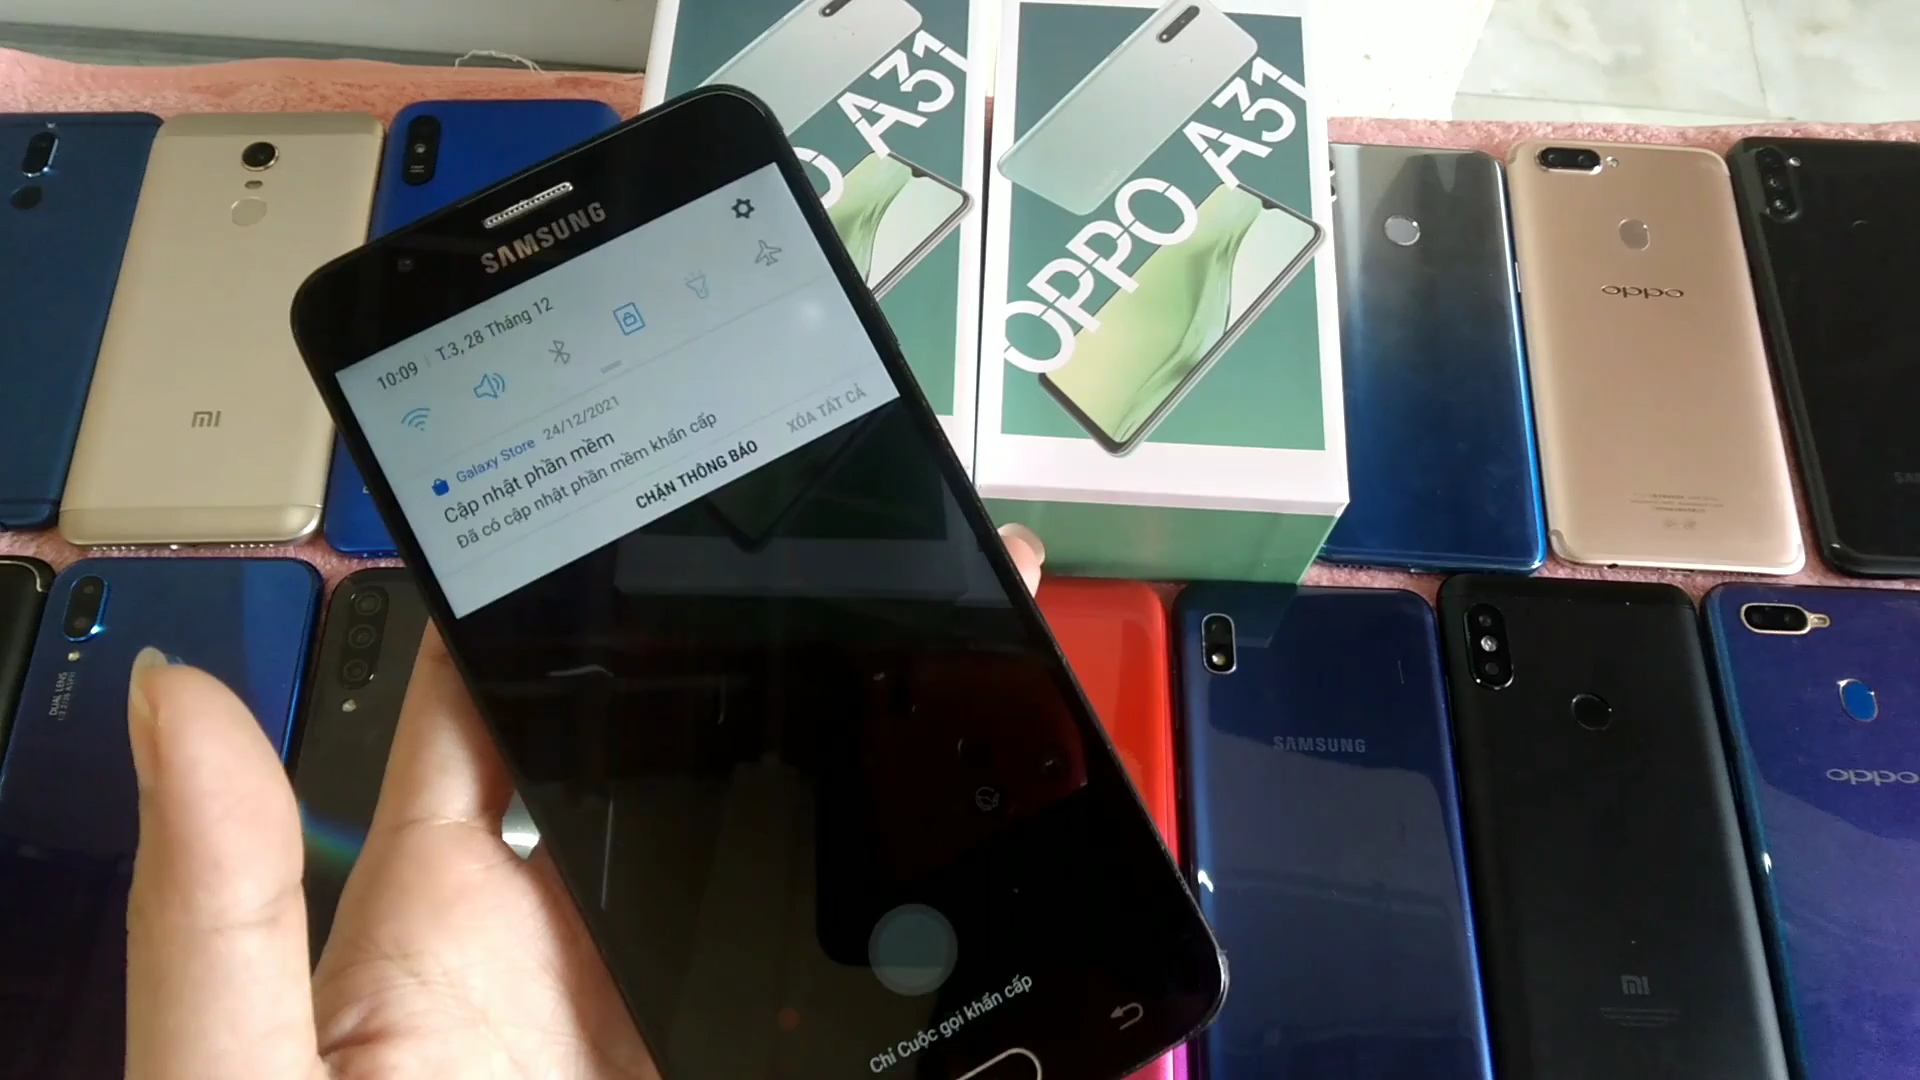 OPPO A31
OPPO A31
SAMSUNG
10:09 | T.3, 28 Tháng 12
Galaxy Store 24/12/2021
Cập nhật phần mềm
Đã có cập nhật phần mềm khẩn cấp
CHẶN THÔNG BÁO
XÓA TẤT CẢ
Chỉ Cuộc gọi khẩn cấp
mi
oppo
DUAL LENS
SAMSUNG
mi
oppo